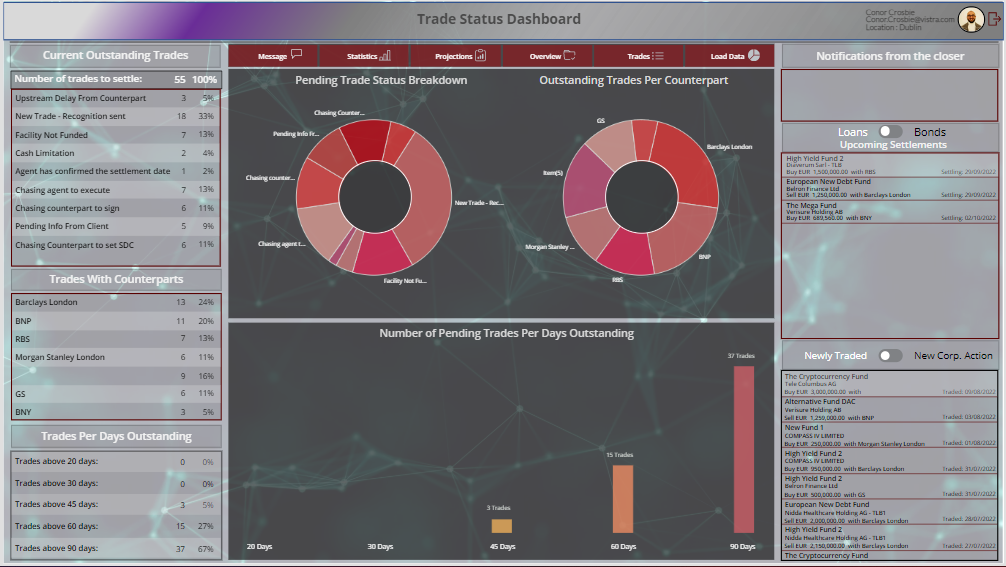 Trade Status Dashboard
Conor Crosbie
Conor.Crosbie@vistra.com
Location : Dublin
Current Outstanding Trades
Number of trades to settle: 55 100%
Upstream Delay From Counterpart 3 5%
New Trade - Recognition sent 18 33%
Facility Not Funded 7 13%
Cash Limitation 2 4%
Agent has confirmed the settlement date 1 2%
Chasing agent to execute 7 13%
Chasing counterpart to sign 6 11%
Pending Info From Client 5 9%
Chasing Counterpart to set SDC 6 11%
Trades With Counterparts
Barclays London 13 24%
BNP 11 20%
RBS 7 13%
Morgan Stanley London 6 11%
9 16%
GS 6 11%
BNY 3 5%
Trades Per Days Outstanding
Trades above 20 days: 0 0%
Trades above 30 days: 0 0%
Trades above 45 days: 3 5%
Trades above 60 days: 15 27%
Trades above 90 days: 37 67%
Message
Statistics
Projections
Overview
Trades
Load Data
Pending Trade Status Breakdown
Chasing Counter...
Pending Info Fr...
Chasing counter...
Chasing agent t...
Facility Not Fu...
New Trade - Rec...
Outstanding Trades Per Counterpart
GS
Barclays London
Item(S)
Morgan Stanley ...
RBS
BNP
Number of Pending Trades Per Days Outstanding
37 Trades
15 Trades
3 Trades
20 Days
30 Days
45 Days
60 Days
90 Days
Notifications from the closer
Loans Bonds
Upcoming Settlements
High Yield Fund 2
Diaverum Sarl - TLB
Buy EUR 1,500,000.00 with RBS Settling: 29/09/2022
European New Debt Fund
Belron Finance Ltd
Sell EUR 1,250,000.00 with Barclays London Settling: 29/09/2022
The Mega Fund
Verisure Holding AB
Buy EUR 689,560.00 with BNY Settling: 02/10/2022
Newly Traded New Corp. Action
The Cryptocurrency Fund
Tele Columbus AG
Buy EUR 3,000,000.00 with Traded: 09/08/2022
Alternative Fund DAC
Verisure Holding AB
Sell EUR 1,259,000.00 with BNP Traded: 03/08/2022
New Fund 1
COMPASS IV LIMITED
Buy EUR 250,000.00 with Morgan Stanley London Traded: 01/08/2022
High Yield Fund 2
COMPASS IV LIMITED
Buy EUR 950,000.00 with Barclays London Traded: 31/07/2022
High Yield Fund 2
Belron Finance Ltd
Buy EUR 500,000.00 with GS Traded: 31/07/2022
European New Debt Fund
Nidda Healthcare Holding AG - TLB1
Sell EUR 2,000,000.00 with Barclays London Traded: 28/07/2022
High Yield Fund 2
Nidda Healthcare Holding AG - TLB1
Sell EUR 2,150,000.00 with Barclays London Traded: 27/07/2022
The Cryptocurrency Fund